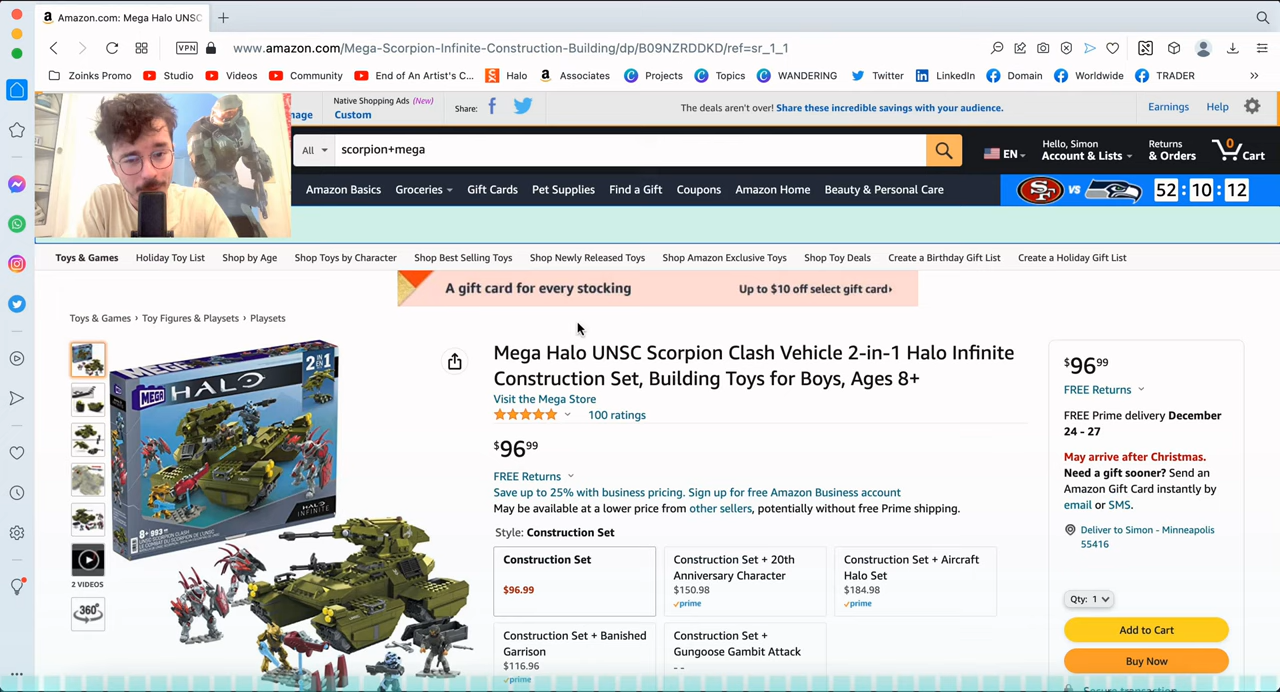 Amazon.com: Mega Halo UNSC
www.amazon.com/Mega-Scorpion-Infinite-Construction-Building/dp/B09NZRDDKD/ref=sr_1_1
VPN
Zoinks Promo
Studio
Videos
Community
End of An Artist's C...
Halo
Associates
Projects
Topics
WANDERING
Twitter
LinkedIn
Domain
Worldwide
TRADER
Native Shopping Ads (New)
Custom
Share:
The deals aren't over! Share these incredible savings with your audience.
Earnings
Help
All
scorpion+mega
EN
Hello, Simon
Account & Lists
Returns
& Orders
0
Cart
Amazon Basics
Groceries
Gift Cards
Pet Supplies
Find a Gift
Coupons
Amazon Home
Beauty & Personal Care
VS
52:10:12
Toys & Games
Holiday Toy List
Shop by Age
Shop Toys by Character
Shop Best Selling Toys
Shop Newly Released Toys
Shop Amazon Exclusive Toys
Shop Toy Deals
Create a Birthday Gift List
Create a Holiday Gift List
A gift card for every stocking
Up to $10 off select gift card›
Toys & Games › Toy Figures & Playsets › Playsets
Mega Halo UNSC Scorpion Clash Vehicle 2-in-1 Halo Infinite
Construction Set, Building Toys for Boys, Ages 8+
Visit the Mega Store
100 ratings
$96.99
FREE Returns
Save up to 25% with business pricing. Sign up for free Amazon Business account
May be available at a lower price from other sellers, potentially without free Prime shipping.
Style: Construction Set
Construction Set
$96.99
Construction Set + 20th
Anniversary Character
$150.98
prime
Construction Set + Aircraft
Halo Set
$184.98
prime
Construction Set + Banished
Garrison
$116.96
prime
Construction Set +
Gungoose Gambit Attack
- -
2 VIDEOS
360°
MEGA
HALO
2 IN 1
HALO
INFINITE
8+
$96.99
FREE Returns
FREE Prime delivery December
24 - 27
May arrive after Christmas.
Need a gift sooner? Send an
Amazon Gift Card instantly by
email or SMS.
Deliver to Simon - Minneapolis
55416
Qty: 1
Add to Cart
Buy Now
Secure transaction